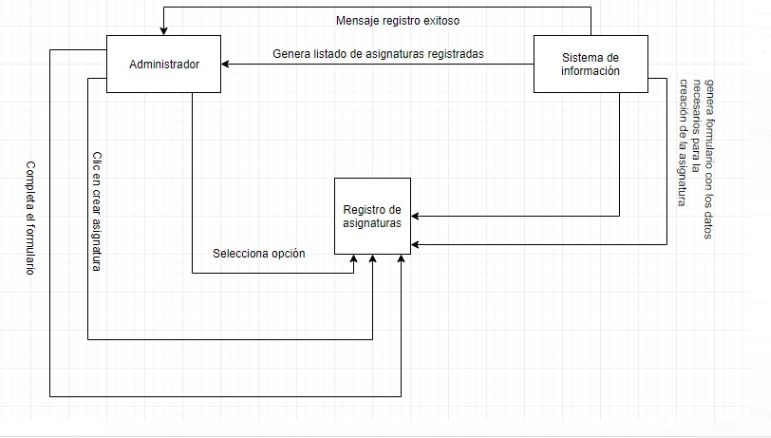 Mensaje registro exitoso
Genera listado de asignaturas registradas
Administrador
Sistema de
información
genera formulario con los datos
necesarios para la
creación de la asignatura
Clic en crear asignatura
Completa el formulario
Registro de
asignaturas
Selecciona opción